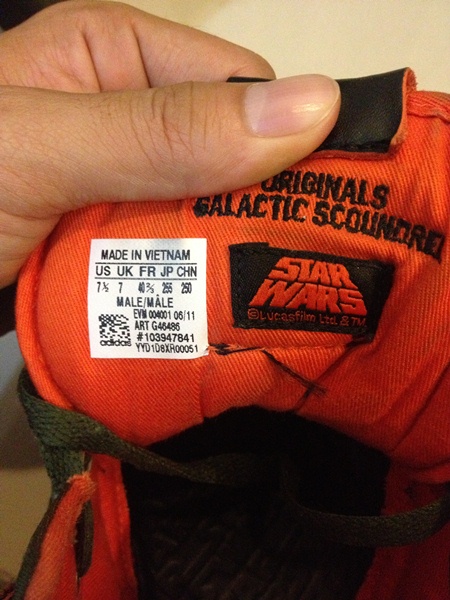 ORIGINALS
GALACTIC SCOUNDREL
MADE IN VIETNAM
US UK FR JP CHN
7½ 7 40⅔ 255 250
MALE/MÂLE
EVM 004001 06/11
ART G46486
#103947841
adidas YYD1D8XR00051
STAR
WARS
©Lucasfilm Ltd. & TM